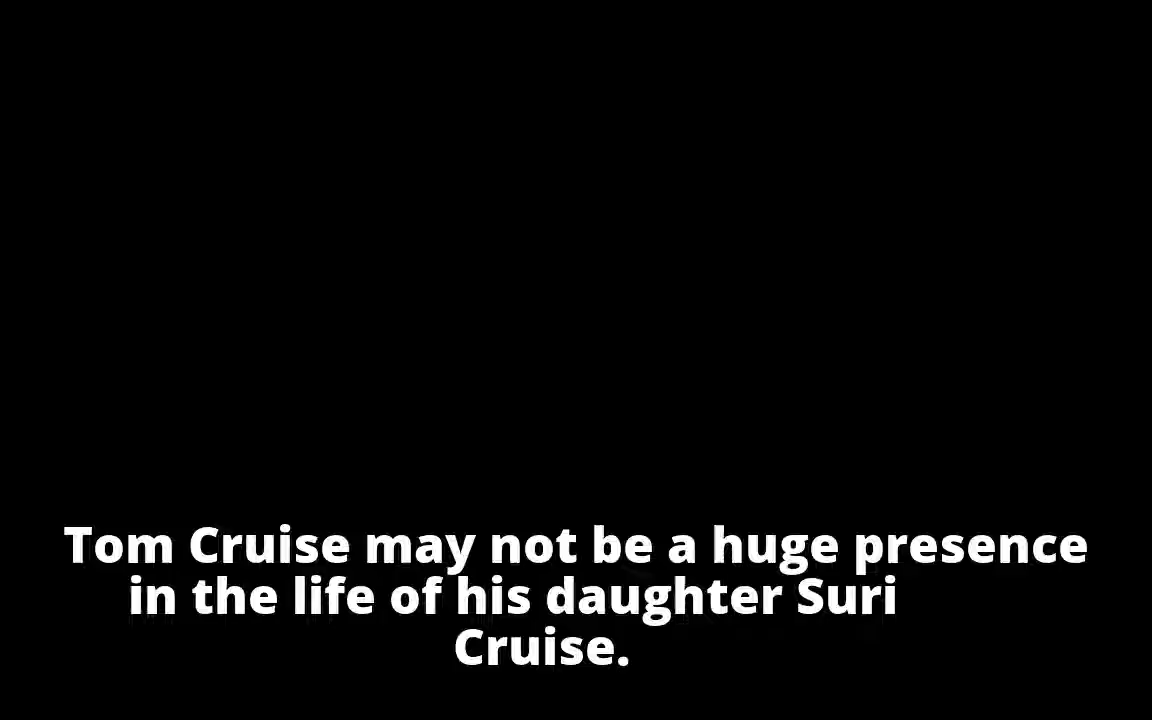 Tom Cruise may not be a huge presence
in the life of his daughter Suri
Cruise.